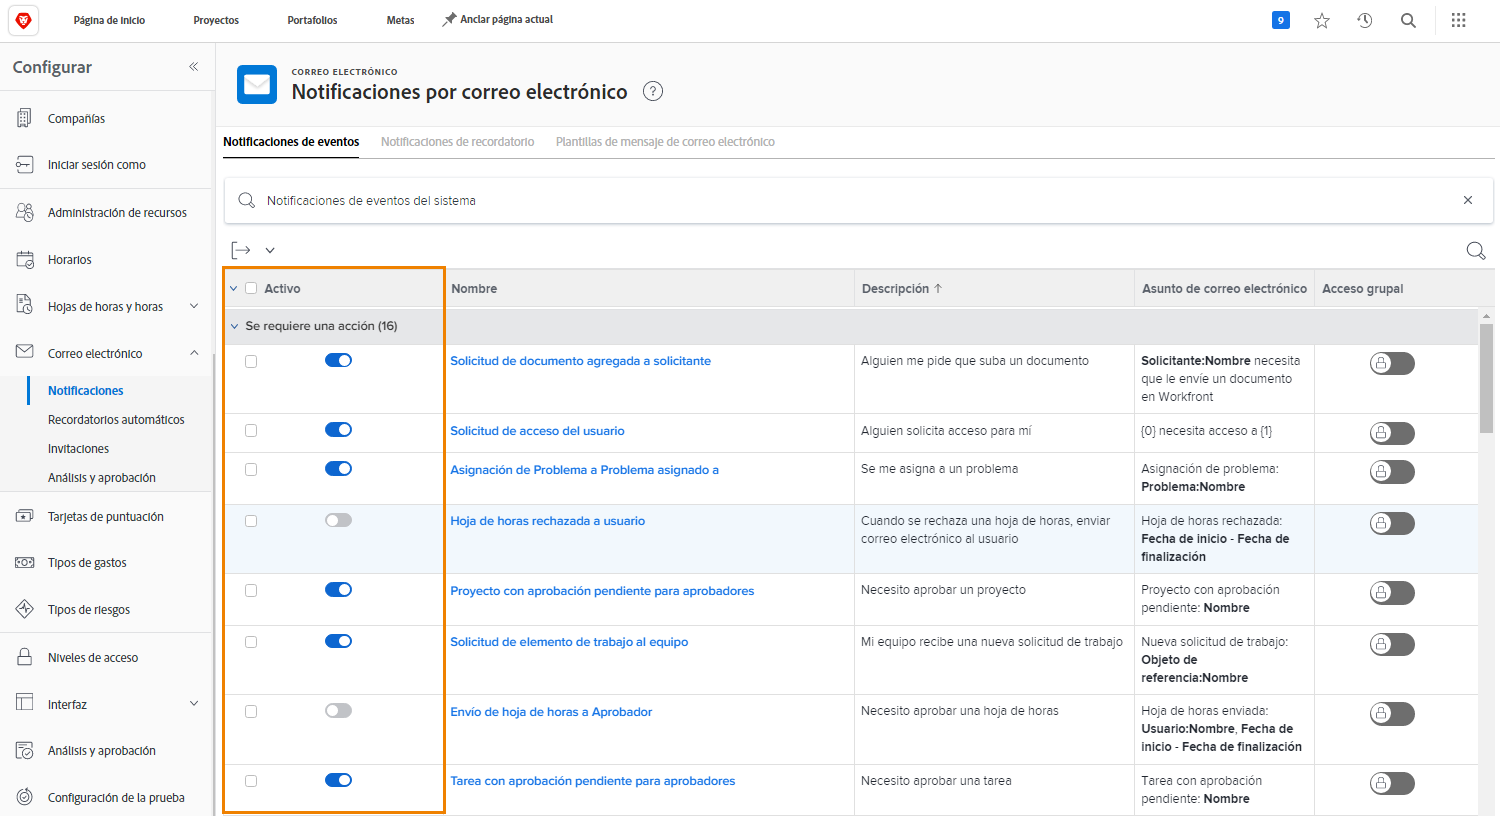 Página de inicio
Proyectos
Portafolios
Metas
Anclar página actual
9
Configurar
Compañías
Iniciar sesión como
Administración de recursos
Horarios
Hojas de horas y horas
Correo electrónico
Notificaciones
Recordatorios automáticos
Invitaciones
Análisis y aprobación
Tarjetas de puntuación
Tipos de gastos
Tipos de riesgos
Niveles de acceso
Interfaz
Análisis y aprobación
Configuración de la prueba
CORREO ELECTRÓNICO
Notificaciones por correo electrónico ?
Notificaciones de eventos
Notificaciones de recordatorio
Plantillas de mensaje de correo electrónico
Notificaciones de eventos del sistema
Activo
Nombre
Descripción
Asunto de correo electrónico
Acceso grupal
Se requiere una acción (16)
Solicitud de documento agregada a solicitante
Alguien me pide que suba un documento
Solicitante:Nombre necesita
que le envíe un documento
en Workfront
Solicitud de acceso del usuario
Alguien solicita acceso para mí
{0} necesita acceso a {1}
Asignación de Problema a Problema asignado a
Se me asigna a un problema
Asignación de problema:
Problema:Nombre
Hoja de horas rechazada a usuario
Cuando se rechaza una hoja de horas, enviar
correo electrónico al usuario
Hoja de horas rechazada:
Fecha de inicio - Fecha de
finalización
Proyecto con aprobación pendiente para aprobadores
Necesito aprobar un proyecto
Proyecto con aprobación
pendiente: Nombre
Solicitud de elemento de trabajo al equipo
Mi equipo recibe una nueva solicitud de trabajo
Nueva solicitud de trabajo:
Objeto de
referencia:Nombre
Envío de hoja de horas a Aprobador
Necesito aprobar una hoja de horas
Hoja de horas enviada:
Usuario:Nombre, Fecha de
inicio - Fecha de finalización
Tarea con aprobación pendiente para aprobadores
Necesito aprobar una tarea
Tarea con aprobación
pendiente: Nombre